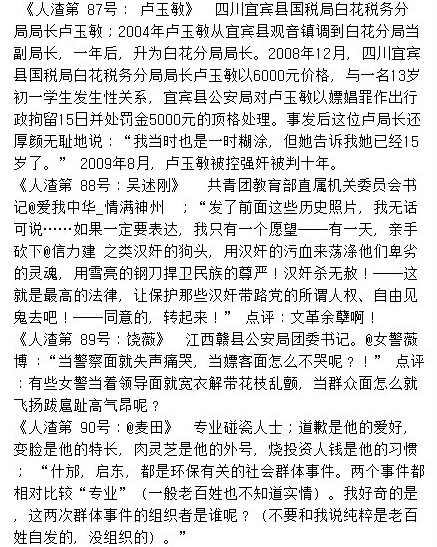 《人渣第 87号： 卢玉敏》  四川宜宾县国税局白花税务分
局局长卢玉敏；2004年卢玉敏从宜宾县观音镇调到白花分局当
副局长，一年后，升为白花分局局长。2008年12月，四川宜宾
县国税局白花税务分局局长卢玉敏以6000元价格，与一名13岁
初一学生发生性关系，宜宾县公安局对卢玉敏以嫖娼罪作出行
政拘留15日并处罚金5000元的顶格处理。事发后这位卢局长还
厚颜无耻地说：“我当时也是一时糊涂，但她告诉我她已经15
岁了。” 2009年8月，卢玉敏被控强奸被判十年。
《人渣第 88号：吴述刚》  共青团教育部直属机关委员会书
记@爱我中华_情满神州 ；“发了前面这些历史照片，我无话
可说……如果一定要表达，我只有一个愿望——有一天，亲手
砍下@信力建 之类汉奸的狗头，用汉奸的污血来荡涤他们卑劣
的灵魂，用雪亮的钢刀捍卫民族的尊严！汉奸杀无赦！——这
就是最高的法律，让保护那些汉奸带路党的所谓人权、自由见
鬼去吧！——同意的，转起来！” 点评：文革余孽啊！
《人渣第 89号：饶薇》 江西赣县公安局团委书记。@女警薇
博 ：“当警察面就失声痛哭，当嫖客面怎么不哭呢？！” 点评
：有些女警当着领导面就宽衣解带花枝乱颤，当群众面怎么就
飞扬跋扈趾高气昂呢？
《人渣第 90号：@麦田》  专业碰瓷人士；道歉是他的爱好，
变脸是他的特长，肉灵芝是他的外号，烧投资人钱是他的习惯
； “什邡，启东，都是环保有关的社会群体事件。两个事件都
相对比较“专业”（一般老百姓也不知道实情）。我好奇的是
，这两次群体事件的组织者是谁呢？（不要和我说纯粹是老百
姓自发的，没组织的）。”